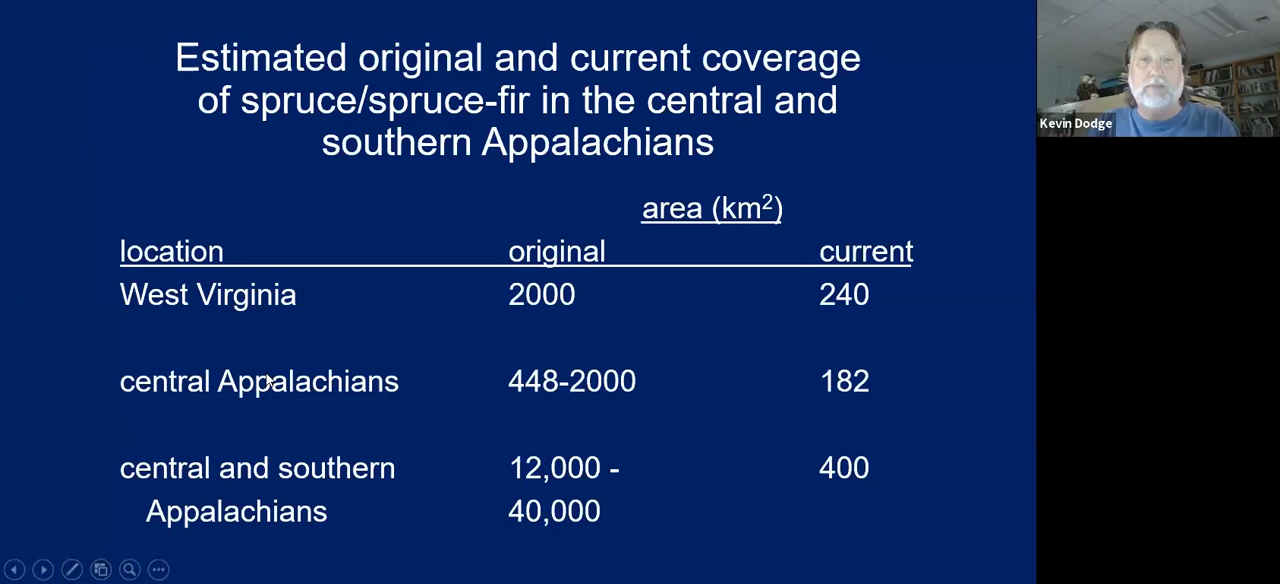 Estimated original and current coverage
of spruce/spruce-fir in the central and
southern Appalachians
area (km²)
location original current
West Virginia 2000 240
central Appalachians 448-2000 182
central and southern 12,000 - 400
Appalachians 40,000
Kevin Dodge